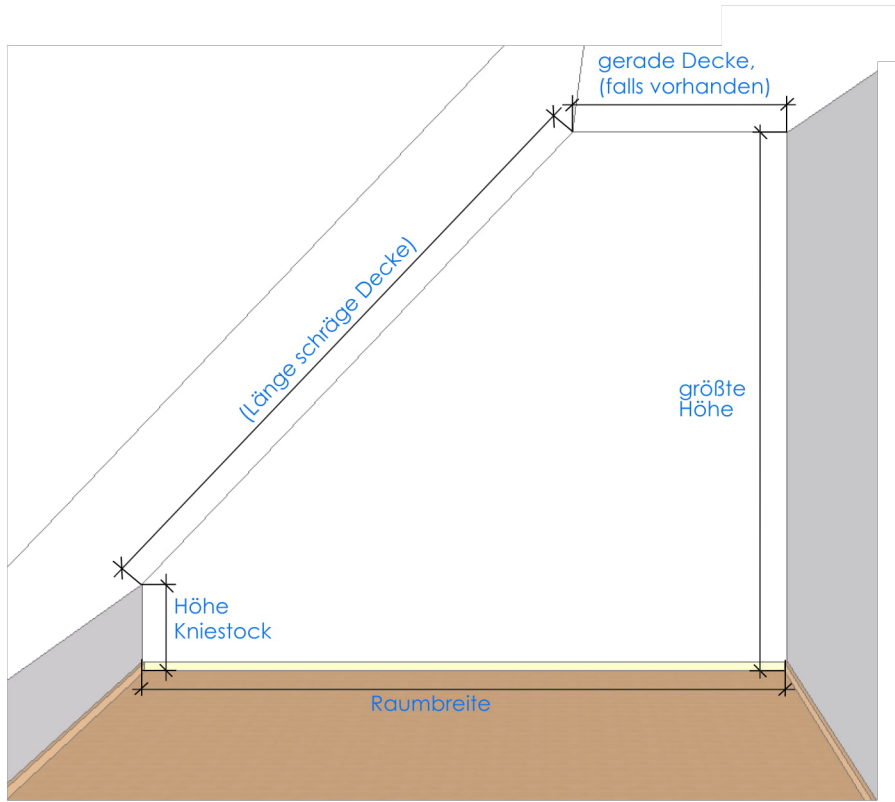 gerade Decke,
(falls vorhanden)
(Länge schräge Decke)
größte
Höhe
Höhe
Kniestock
Raumbreite